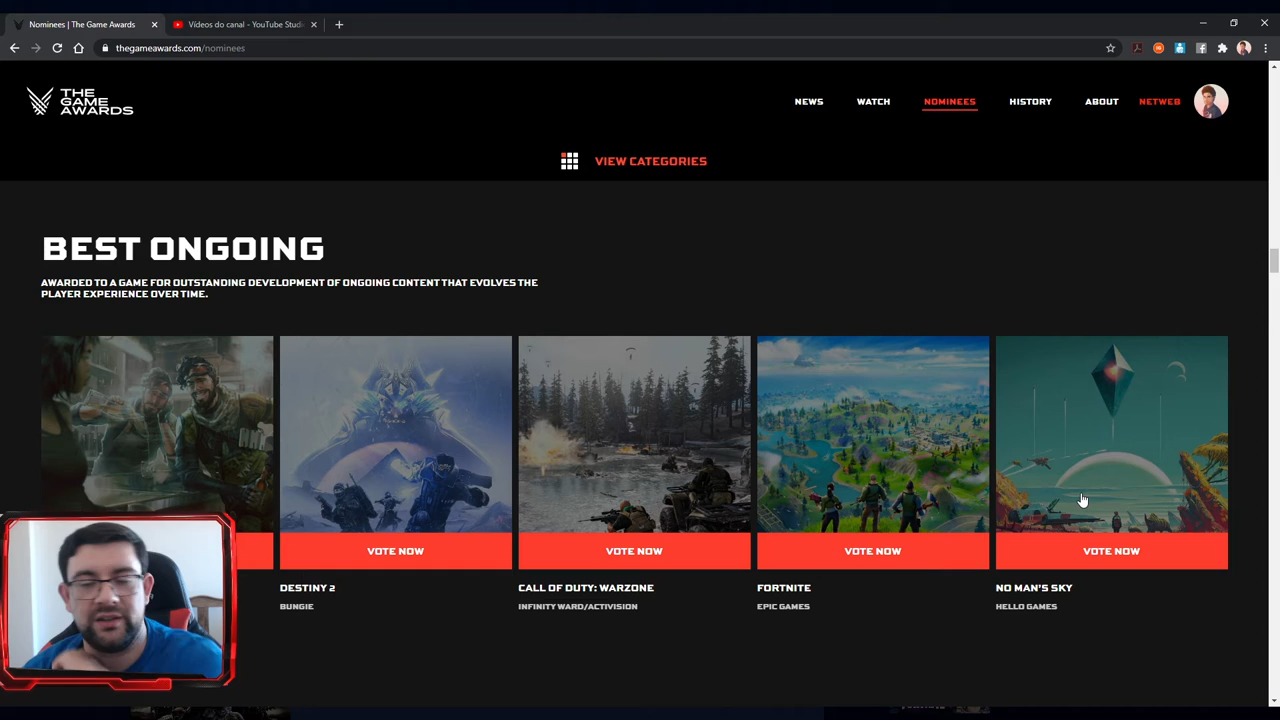 Nominees | The Game Awards
Vídeos do canal - YouTube Studi
thegameawards.com/nominees
THE
GAME
AWARDS
NEWS
WATCH
NOMINEES
HISTORY
ABOUT
NETWEB
VIEW CATEGORIES
BEST ONGOING
AWARDED TO A GAME FOR OUTSTANDING DEVELOPMENT OF ONGOING CONTENT THAT EVOLVES THE
PLAYER EXPERIENCE OVER TIME.
VOTE NOW
VOTE NOW
VOTE NOW
VOTE NOW
DESTINY 2
CALL OF DUTY: WARZONE
FORTNITE
NO MAN'S SKY
BUNGIE
INFINITY WARD/ACTIVISION
EPIC GAMES
HELLO GAMES